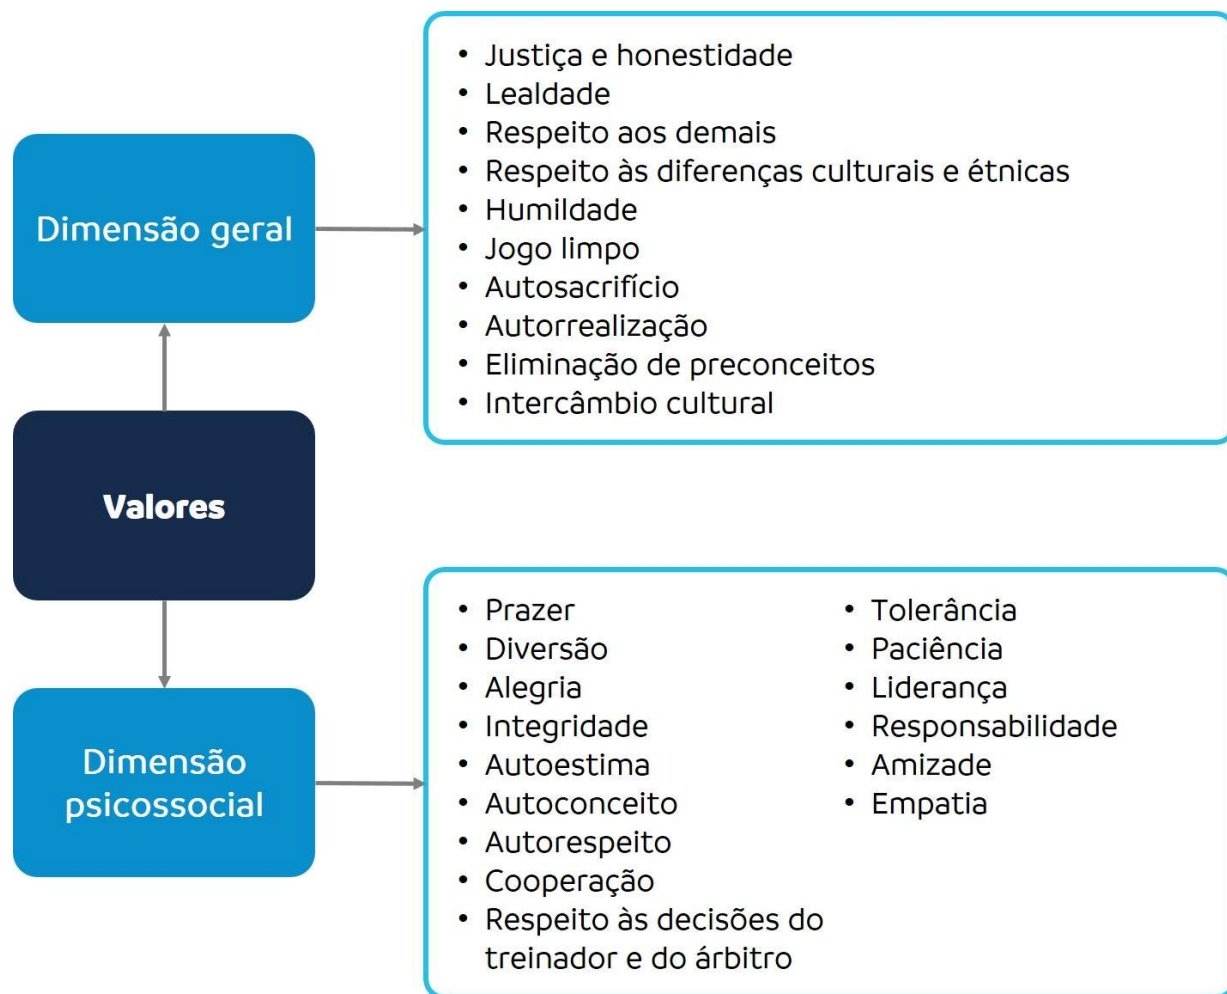 Dimensão geral
• Justiça e honestidade
• Lealdade
• Respeito aos demais
• Respeito às diferenças culturais e étnicas
• Humildade
• Jogo limpo
• Autosacrifício
• Autorrealização
• Eliminação de preconceitos
• Intercâmbio cultural
Valores
Dimensão
psicossocial
• Prazer
• Diversão
• Alegria
• Integridade
• Autoestima
• Autoconceito
• Autorespeito
• Cooperação
• Respeito às decisões do
treinador e do árbitro
• Tolerância
• Paciência
• Liderança
• Responsabilidade
• Amizade
• Empatia